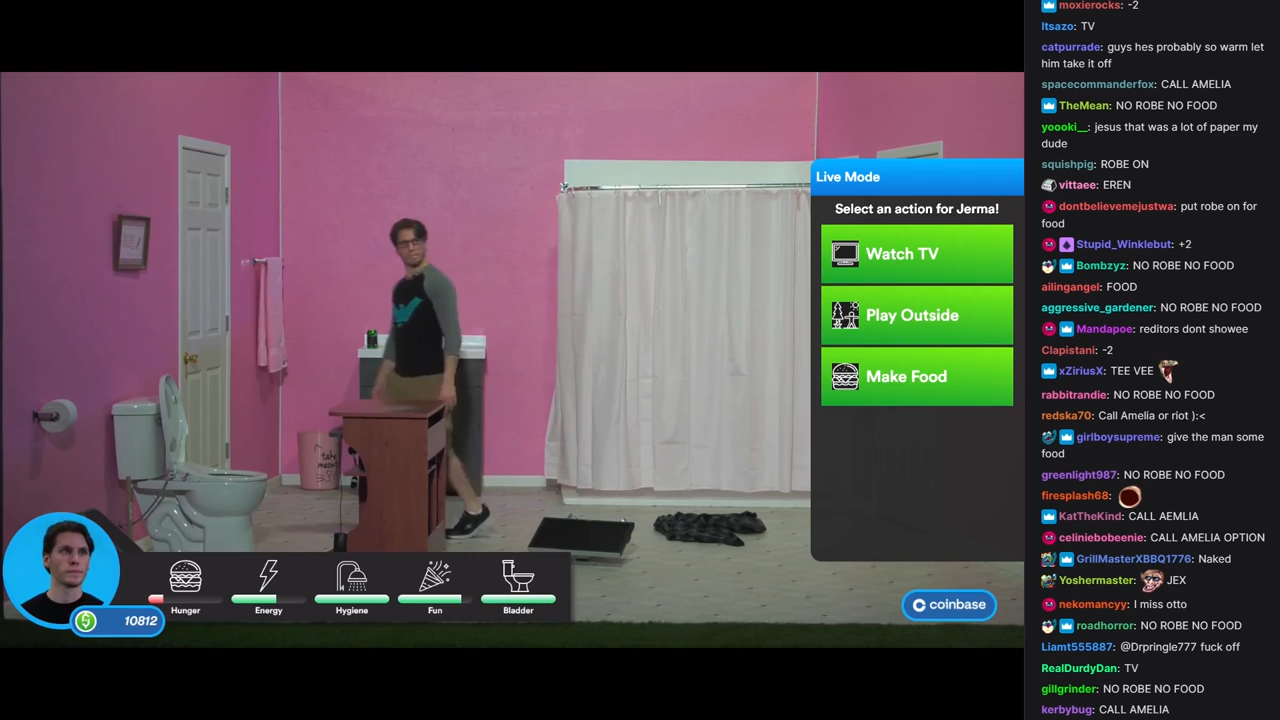 Live Mode
Select an action for Jerma!
Watch TV
Play Outside
Make Food
take
Hunger
Energy
Hygiene
Fun
Bladder
10812
coinbase
moxierocks: -2
Itsazo: TV
catpurrade: guys hes probably so warm let
him take it off
spacecommanderfox: CALL AMELIA
TheMean: NO ROBE NO FOOD
yoooki__: jesus that was a lot of paper my
dude
squishpig: ROBE ON
vittaee: EREN
dontbelievemejustwa: put robe on for
food
Stupid_Winklebut: +2
Bombzyz: NO ROBE NO FOOD
ailingangel: FOOD
aggressive_gardener: NO ROBE NO FOOD
Mandapoe: reditors dont showee
Clapistani: -2
xZiriusX: TEE VEE
rabbitrandie: NO ROBE NO FOOD
redska70: Call Amelia or riot ):<
girlboysupreme: give the man some
food
greenlight987: NO ROBE NO FOOD
firesplash68:
KatTheKind: CALL AEMLIA
celiniebobeenie: CALL AMELIA OPTION
GrillMasterXBBQ1776: Naked
Yoshermaster: JEX
nekomancyy: I miss otto
roadhorror: NO ROBE NO FOOD
Liamt555887: @Drpringle777 fuck off
RealDurdyDan: TV
gillgrinder: NO ROBE NO FOOD
kerbybug: CALL AMELIA